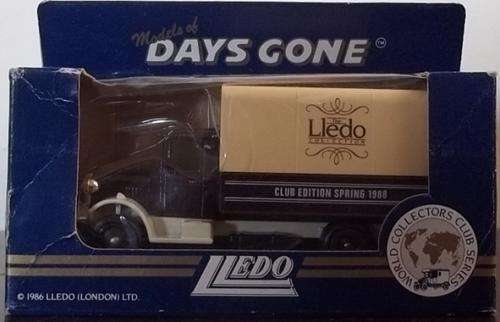 Models of
DAYS GONE™
THE
Lledo
COLLECTION
CLUB EDITION SPRING 1988
LLEDO
WORLD COLLECTORS CLUB SERIES
© 1986 LLEDO (LONDON) LTD.